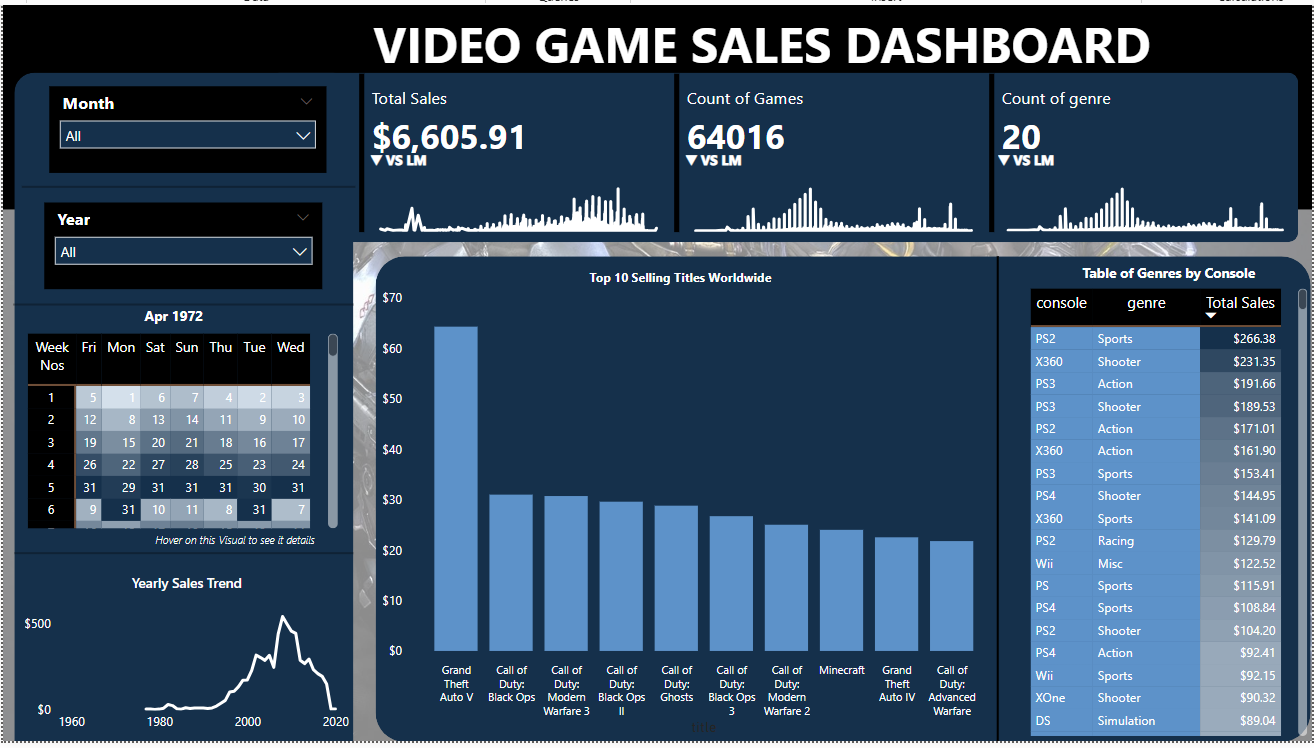 VIDEO GAME SALES DASHBOARD
Month
All
Year
All
Total Sales
$6,605.91
▼ VS LM
Count of Games
64016
▼ VS LM
Count of genre
20
▼ VS LM
Apr 1972
Week Nos Fri Mon Sat Sun Thu Tue Wed
1 5 1 6 7 4 2 3
2 12 8 13 14 11 9 10
3 19 15 20 21 18 16 17
4 26 22 27 28 25 23 24
5 31 29 31 31 31 30 31
6 9 31 10 11 8 31 7
Hover on this Visual to see it details
Yearly Sales Trend
$500
$0
1960 1980 2000 2020
Top 10 Selling Titles Worldwide
$70
$60
$50
$40
$30
$20
$10
$0
Grand Theft Auto V
Call of Duty: Black Ops
Call of Duty: Modern Warfare 3
Call of Duty: Black Ops II
Call of Duty: Ghosts
Call of Duty: Black Ops 3
Call of Duty: Modern Warfare 2
Minecraft
Grand Theft Auto IV
Call of Duty: Advanced Warfare
title
Table of Genres by Console
console genre Total Sales
PS2 Sports $266.38
X360 Shooter $231.35
PS3 Action $191.66
PS3 Shooter $189.53
PS2 Action $171.01
X360 Action $161.90
PS3 Sports $153.41
PS4 Shooter $144.95
X360 Sports $141.09
PS2 Racing $129.79
Wii Misc $122.52
PS Sports $115.91
PS4 Sports $108.84
PS2 Shooter $104.20
PS4 Action $92.41
Wii Sports $92.15
XOne Shooter $90.32
DS Simulation $89.04